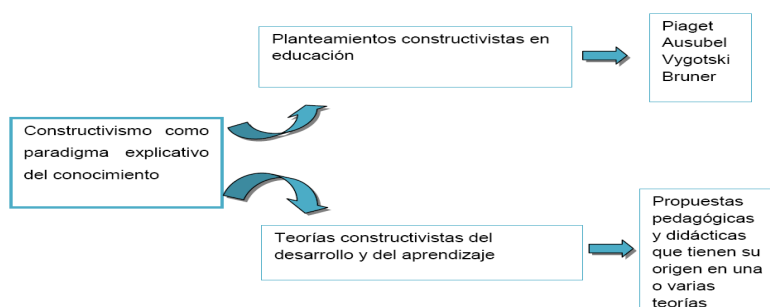 Planteamientos constructivistas en
educación
Piaget
Ausubel
Vygotski
Bruner
Constructivismo como
paradigma explicativo
del conocimiento
Teorías constructivistas del
desarrollo y del aprendizaje
Propuestas
pedagógicas
y didácticas
que tienen su
origen en una
o varias
teorías